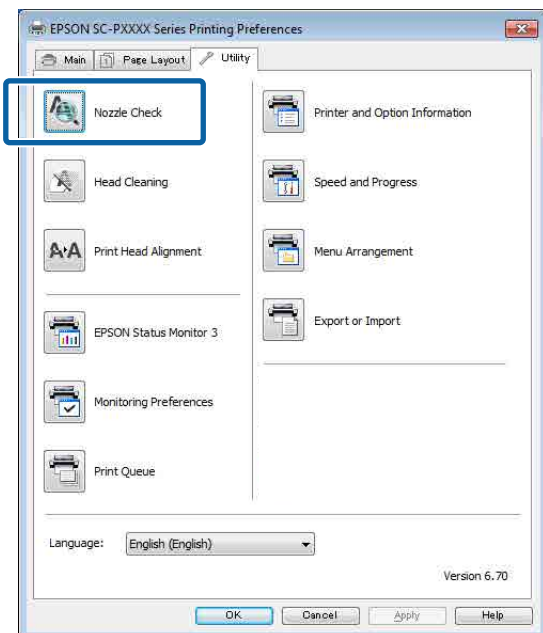 EPSON SC-PXXXX Series Printing Preferences
Main
Page Layout
Utility
Nozzle Check
Head Cleaning
A A Print Head Alignment
EPSON Status Monitor 3
Monitoring Preferences
Print Queue
Printer and Option Information
Speed and Progress
Menu Arrangement
Export or Import
Language: English (English)
Version 6.70
OK Cancel Apply Help